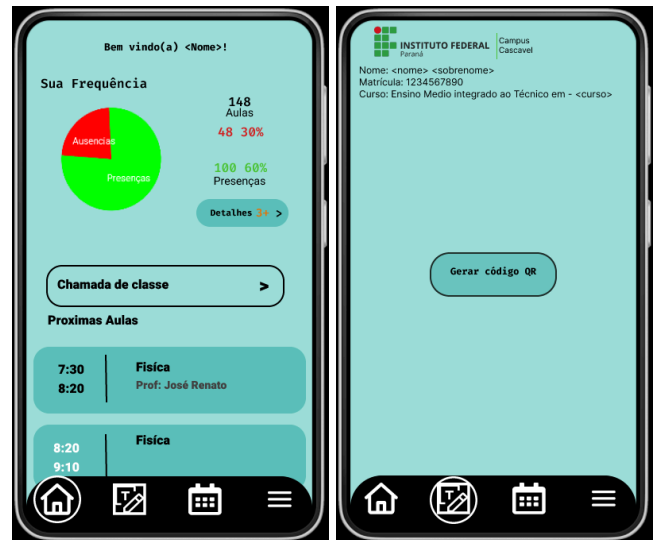 Bem vindo(a) <Nome>!
Sua Frequência
148
Aulas
48 30%
Ausencias
Presenças
100 60%
Presenças
Detalhes 3+ >
Chamada de classe >
Proximas Aulas
7:30
8:20
Fisíca
Prof: José Renato
8:20
9:10
Fisíca
INSTITUTO FEDERAL
Paraná
Campus
Cascavel
Nome: <nome> <sobrenome>
Matrícula: 1234567890
Curso: Ensino Medio integrado ao Técnico em - <curso>
Gerar código QR